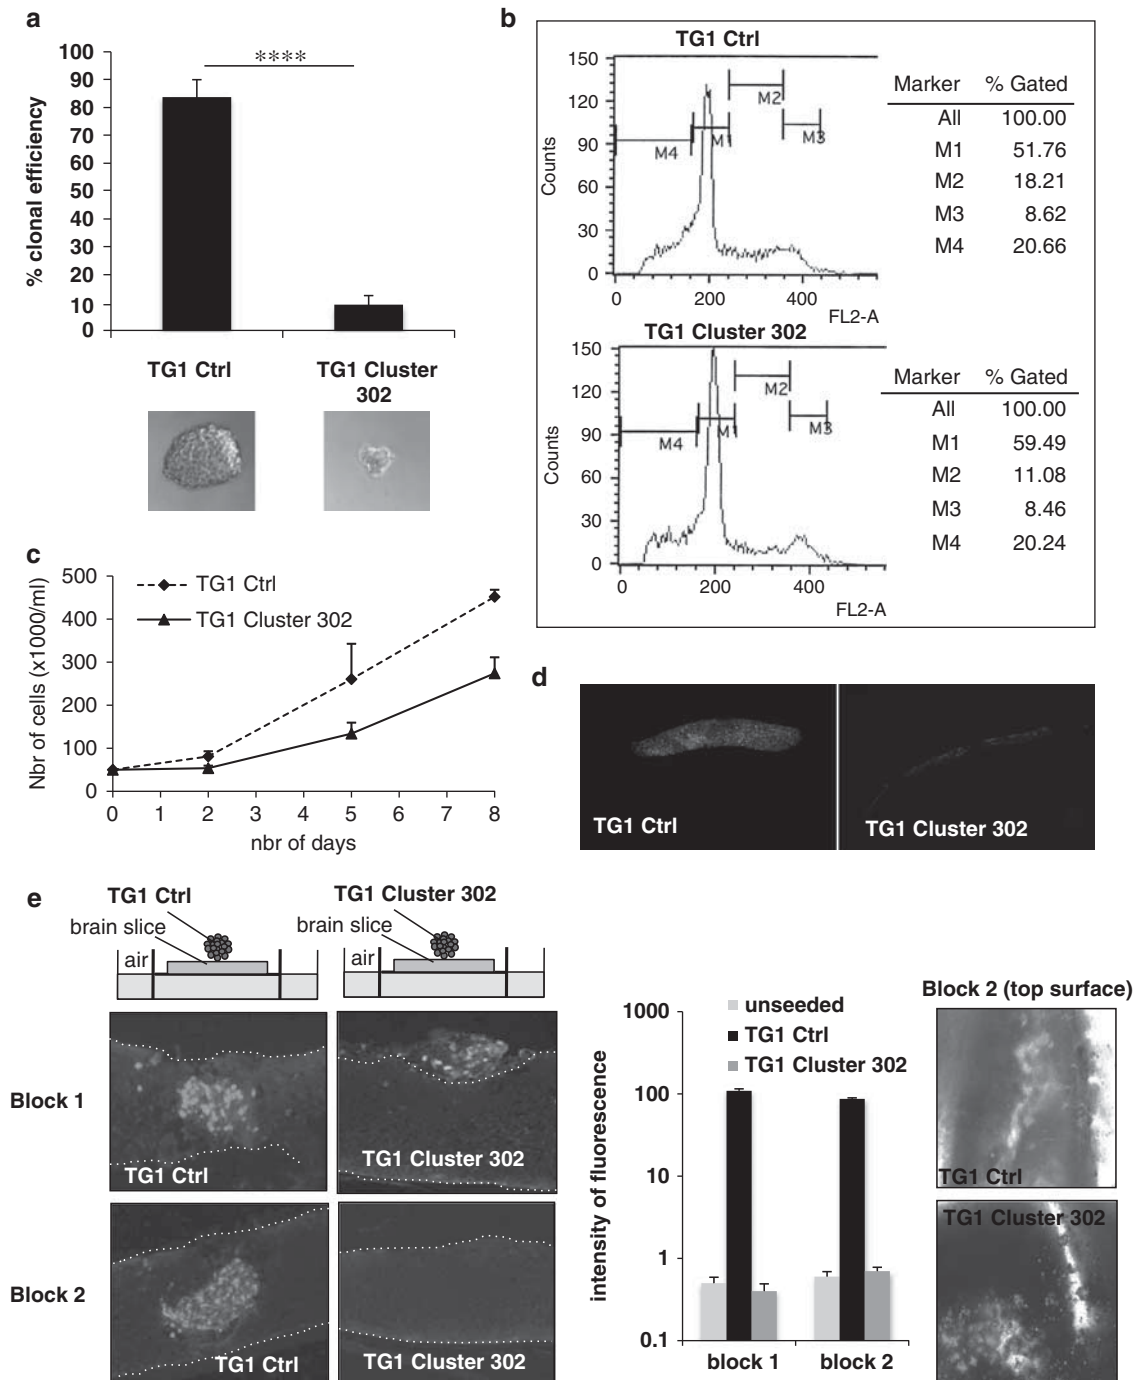 a
100
90
80
70
60
50
40
30
20
10
0
% clonal efficiency
****
TG1 Ctrl
TG1 Cluster
302
b
TG1 Ctrl
150
120
90
60
30
0
Counts
M1
M2
M3
M4
0 200 400
FL2-A
Marker % Gated
All 100.00
M1 51.76
M2 18.21
M3 8.62
M4 20.66
TG1 Cluster 302
150
120
90
60
30
0
Counts
M1
M2
M3
M4
0 200 400
FL2-A
Marker % Gated
All 100.00
M1 59.49
M2 11.08
M3 8.46
M4 20.24
c
500
400
300
200
100
0
Nbr of cells (x1000/ml)
TG1 Ctrl
TG1 Cluster 302
0 1 2 3 4 5 6 7 8
nbr of days
d
TG1 Ctrl
TG1 Cluster 302
e
TG1 Ctrl
brain slice
air
TG1 Cluster 302
brain slice
air
Block 1
TG1 Ctrl
TG1 Cluster 302
Block 2
TG1 Ctrl
TG1 Cluster 302
1000
100
10
1
0.1
intensity of fluorescence
unseeded
TG1 Ctrl
TG1 Cluster 302
block 1 block 2
Block 2 (top surface)
TG1 Ctrl
TG1 Cluster 302